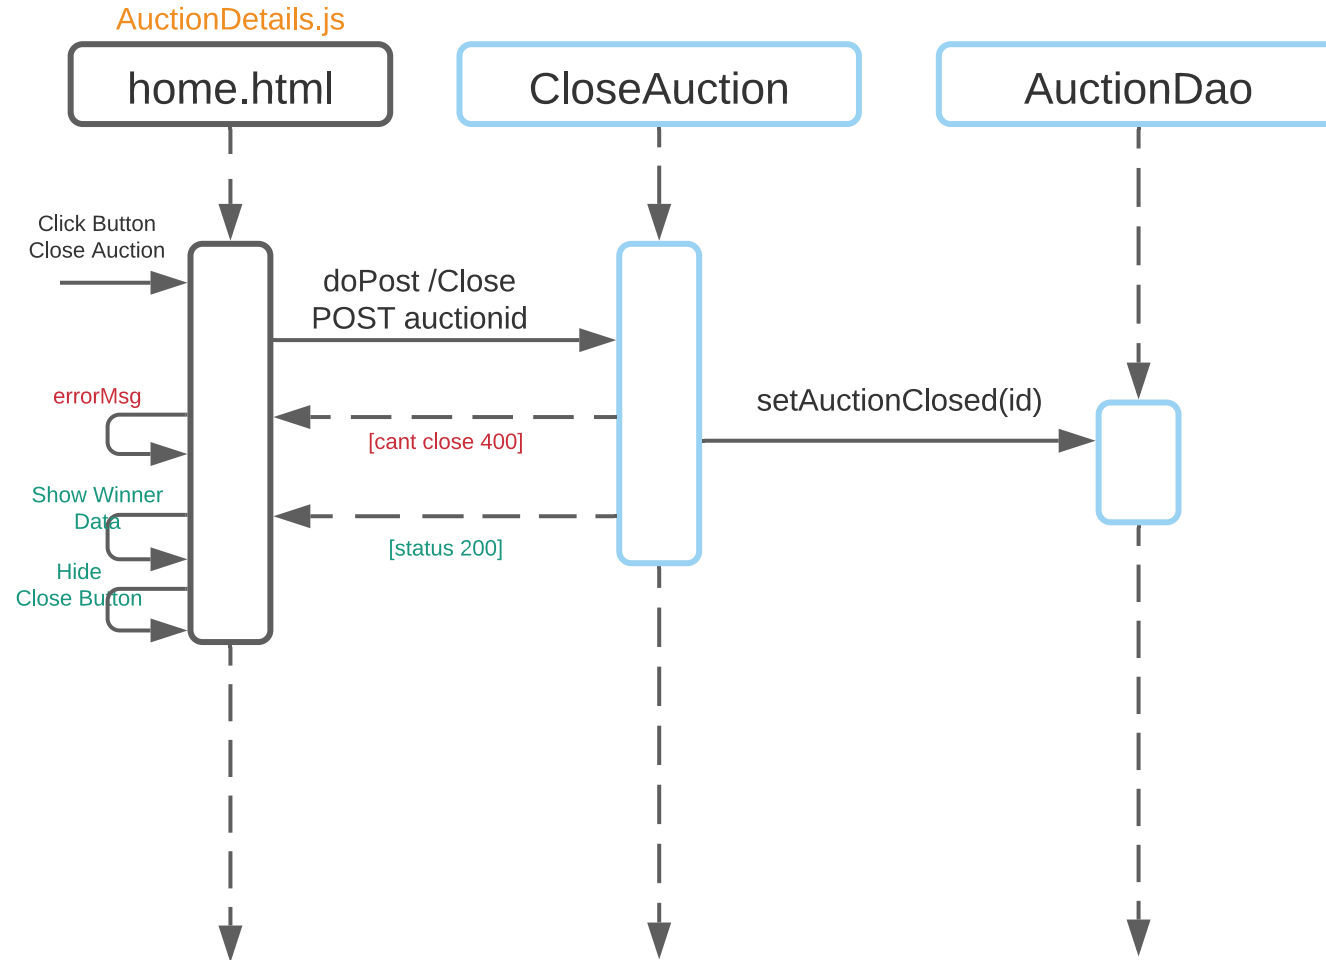 AuctionDetails.js
home.html
CloseAuction
AuctionDao
Click Button
Close Auction
doPost /Close
POST auctionid
errorMsg
setAuctionClosed(id)
[cant close 400]
Show Winner
Data
[status 200]
Hide
Close Button